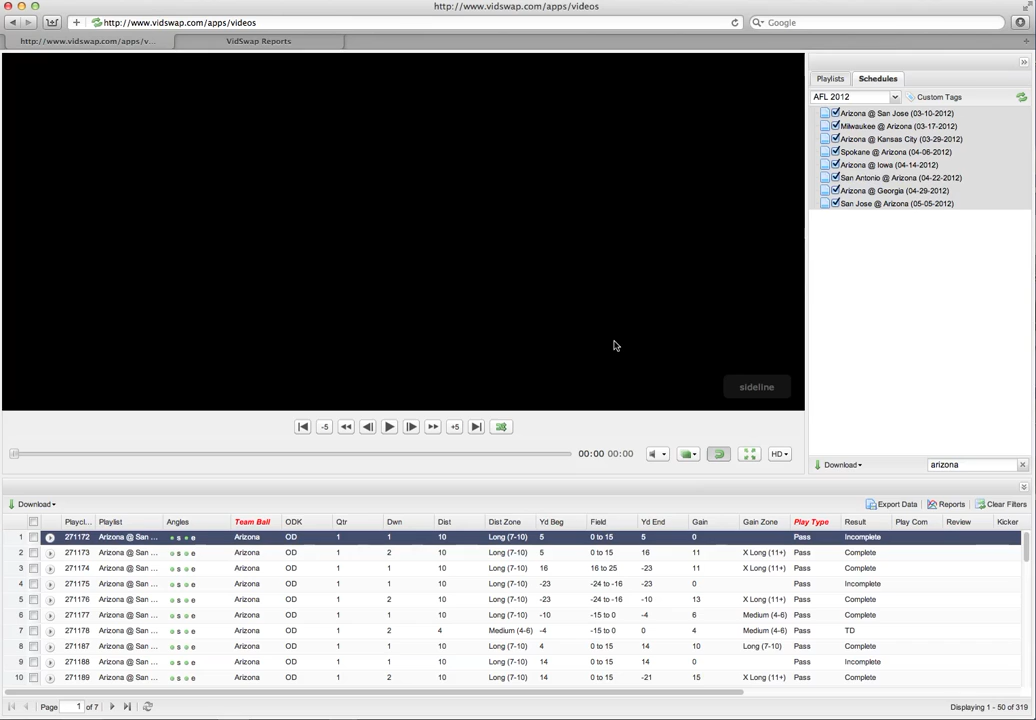 http://www.vidswap.com/apps/videos
http://www.vidswap.com/apps/videos
Google
http://www.vidswap.com/apps/v...
VidSwap Reports
Playlists
Schedules
AFL 2012
Custom Tags
Arizona @ San Jose (03-10-2012)
Milwaukee @ Arizona (03-17-2012)
Arizona @ Kansas City (03-29-2012)
Spokane @ Arizona (04-06-2012)
Arizona @ Iowa (04-14-2012)
San Antonio @ Arizona (04-22-2012)
Arizona @ Georgia (04-29-2012)
San Jose @ Arizona (05-05-2012)
sideline
-5
+5
00:00 00:00
HD
Download
arizona
Download
Export Data
Reports
Clear Filters
Playcl... Playlist Angles Team Ball ODK Qtr Dwn Dist Dist Zone Yd Beg Field Yd End Gain Gain Zone Play Type Result Play Com Review Kicker
1 271172 Arizona @ San ... s e Arizona OD 1 1 10 Long (7-10) 5 0 to 15 5 0 Pass Incomplete
2 271173 Arizona @ San ... s e Arizona OD 1 2 10 Long (7-10) 5 0 to 15 16 11 X Long (11+) Pass Complete
3 271174 Arizona @ San ... s e Arizona OD 1 1 10 Long (7-10) 16 16 to 25 -23 11 X Long (11+) Pass Complete
4 271175 Arizona @ San ... s e Arizona OD 1 1 10 Long (7-10) -23 -24 to -16 -23 0 Pass Incomplete
5 271176 Arizona @ San ... s e Arizona OD 1 2 10 Long (7-10) -23 -24 to -16 -10 13 X Long (11+) Pass Complete
6 271177 Arizona @ San ... s e Arizona OD 1 1 10 Long (7-10) -10 -15 to 0 -4 6 Medium (4-6) Pass Complete
7 271178 Arizona @ San ... s e Arizona OD 1 2 4 Medium (4-6) -4 -15 to 0 0 4 Medium (4-6) Pass TD
8 271187 Arizona @ San ... s e Arizona OD 1 1 10 Long (7-10) 4 0 to 15 14 10 Long (7-10) Pass Complete
9 271188 Arizona @ San ... s e Arizona OD 1 1 10 Long (7-10) 14 0 to 15 14 0 Pass Incomplete
10 271189 Arizona @ San ... s e Arizona OD 1 2 10 Long (7-10) 14 0 to 15 -21 15 X Long (11+) Pass Complete
Page 1 of 7
Displaying 1 - 50 of 319